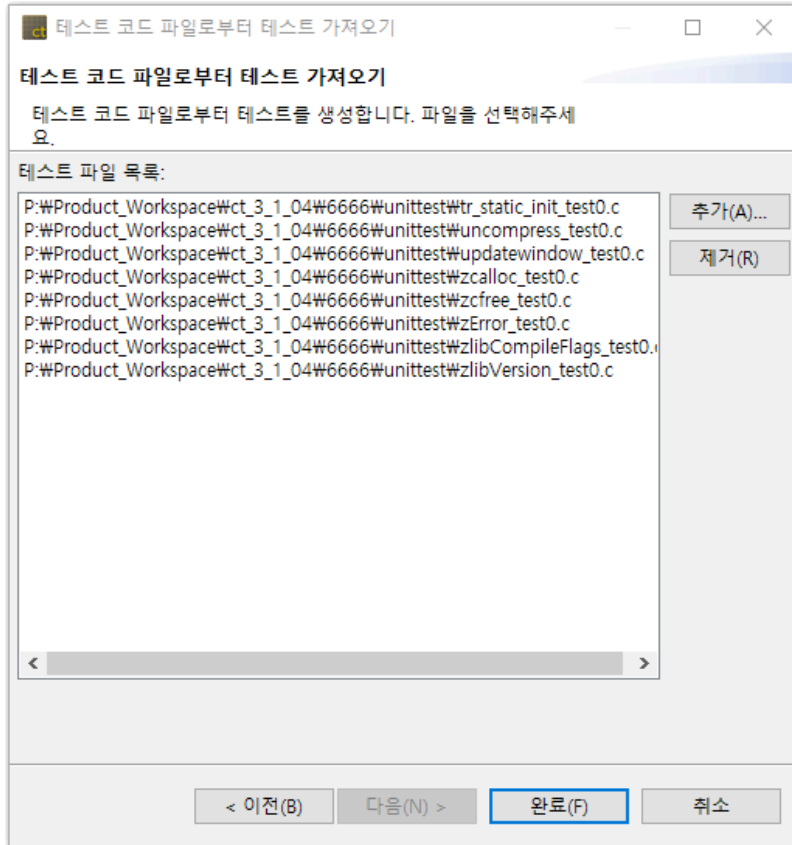 ct 테스트 코드 파일로부터 테스트 가져오기
테스트 코드 파일로부터 테스트 가져오기
테스트 코드 파일로부터 테스트를 생성합니다. 파일을 선택해주세
요.
테스트 파일 목록:
P:₩Product_Workspace₩ct_3_1_04₩6666₩unittest₩tr_static_init_test0.c
P:₩Product_Workspace₩ct_3_1_04₩6666₩unittest₩uncompress_test0.c
P:₩Product_Workspace₩ct_3_1_04₩6666₩unittest₩updatewindow_test0.c
P:₩Product_Workspace₩ct_3_1_04₩6666₩unittest₩zcalloc_test0.c
P:₩Product_Workspace₩ct_3_1_04₩6666₩unittest₩zcfree_test0.c
P:₩Product_Workspace₩ct_3_1_04₩6666₩unittest₩zError_test0.c
P:₩Product_Workspace₩ct_3_1_04₩6666₩unittest₩zlibCompileFlags_test0.
P:₩Product_Workspace₩ct_3_1_04₩6666₩unittest₩zlibVersion_test0.c
추가(A)...
제거(R)
< 이전(B)
다음(N) >
완료(F)
취소